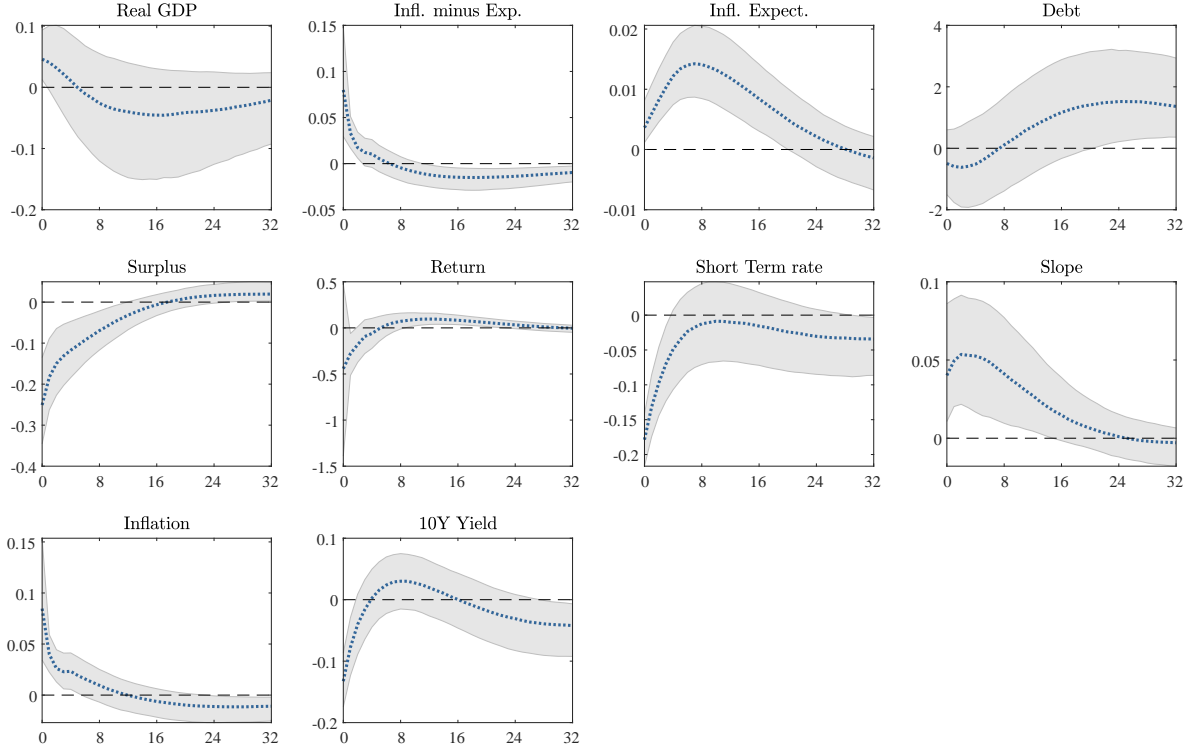 Real GDP
0.1
0
-0.1
-0.2
0 8 16 24 32
Infl. minus Exp.
0.15
0.1
0.05
0
-0.05
0 8 16 24 32
Infl. Expect.
0.02
0.01
0
-0.01
0 8 16 24 32
Debt
4
2
0
-2
0 8 16 24 32
Surplus
0
-0.1
-0.2
-0.3
-0.4
0 8 16 24 32
Return
0.5
0
-0.5
-1
-1.5
0 8 16 24 32
Short Term rate
0
-0.05
-0.1
-0.15
-0.2
0 8 16 24 32
Slope
0.1
0.05
0
0 8 16 24 32
Inflation
0.15
0.1
0.05
0
0 8 16 24 32
10Y Yield
0.1
0
-0.1
-0.2
0 8 16 24 32